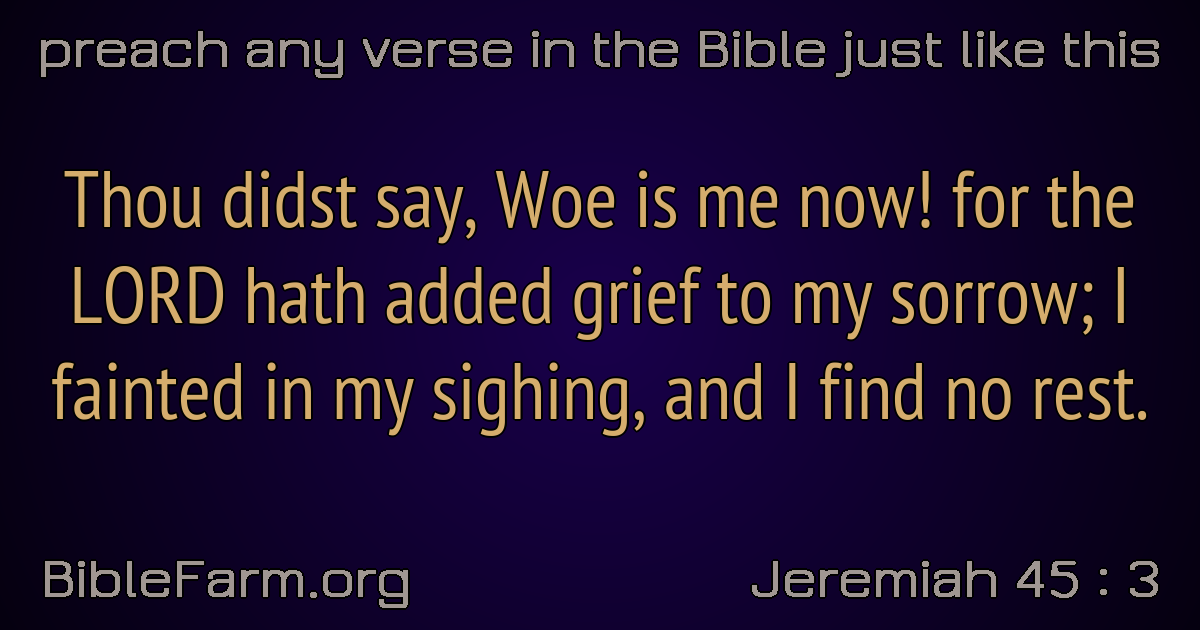 preach any verse in the Bible just like this
Thou didst say, Woe is me now! for the
LORD hath added grief to my sorrow; I
fainted in my sighing, and I find no rest.
BibleFarm.org
Jeremiah 45 : 3